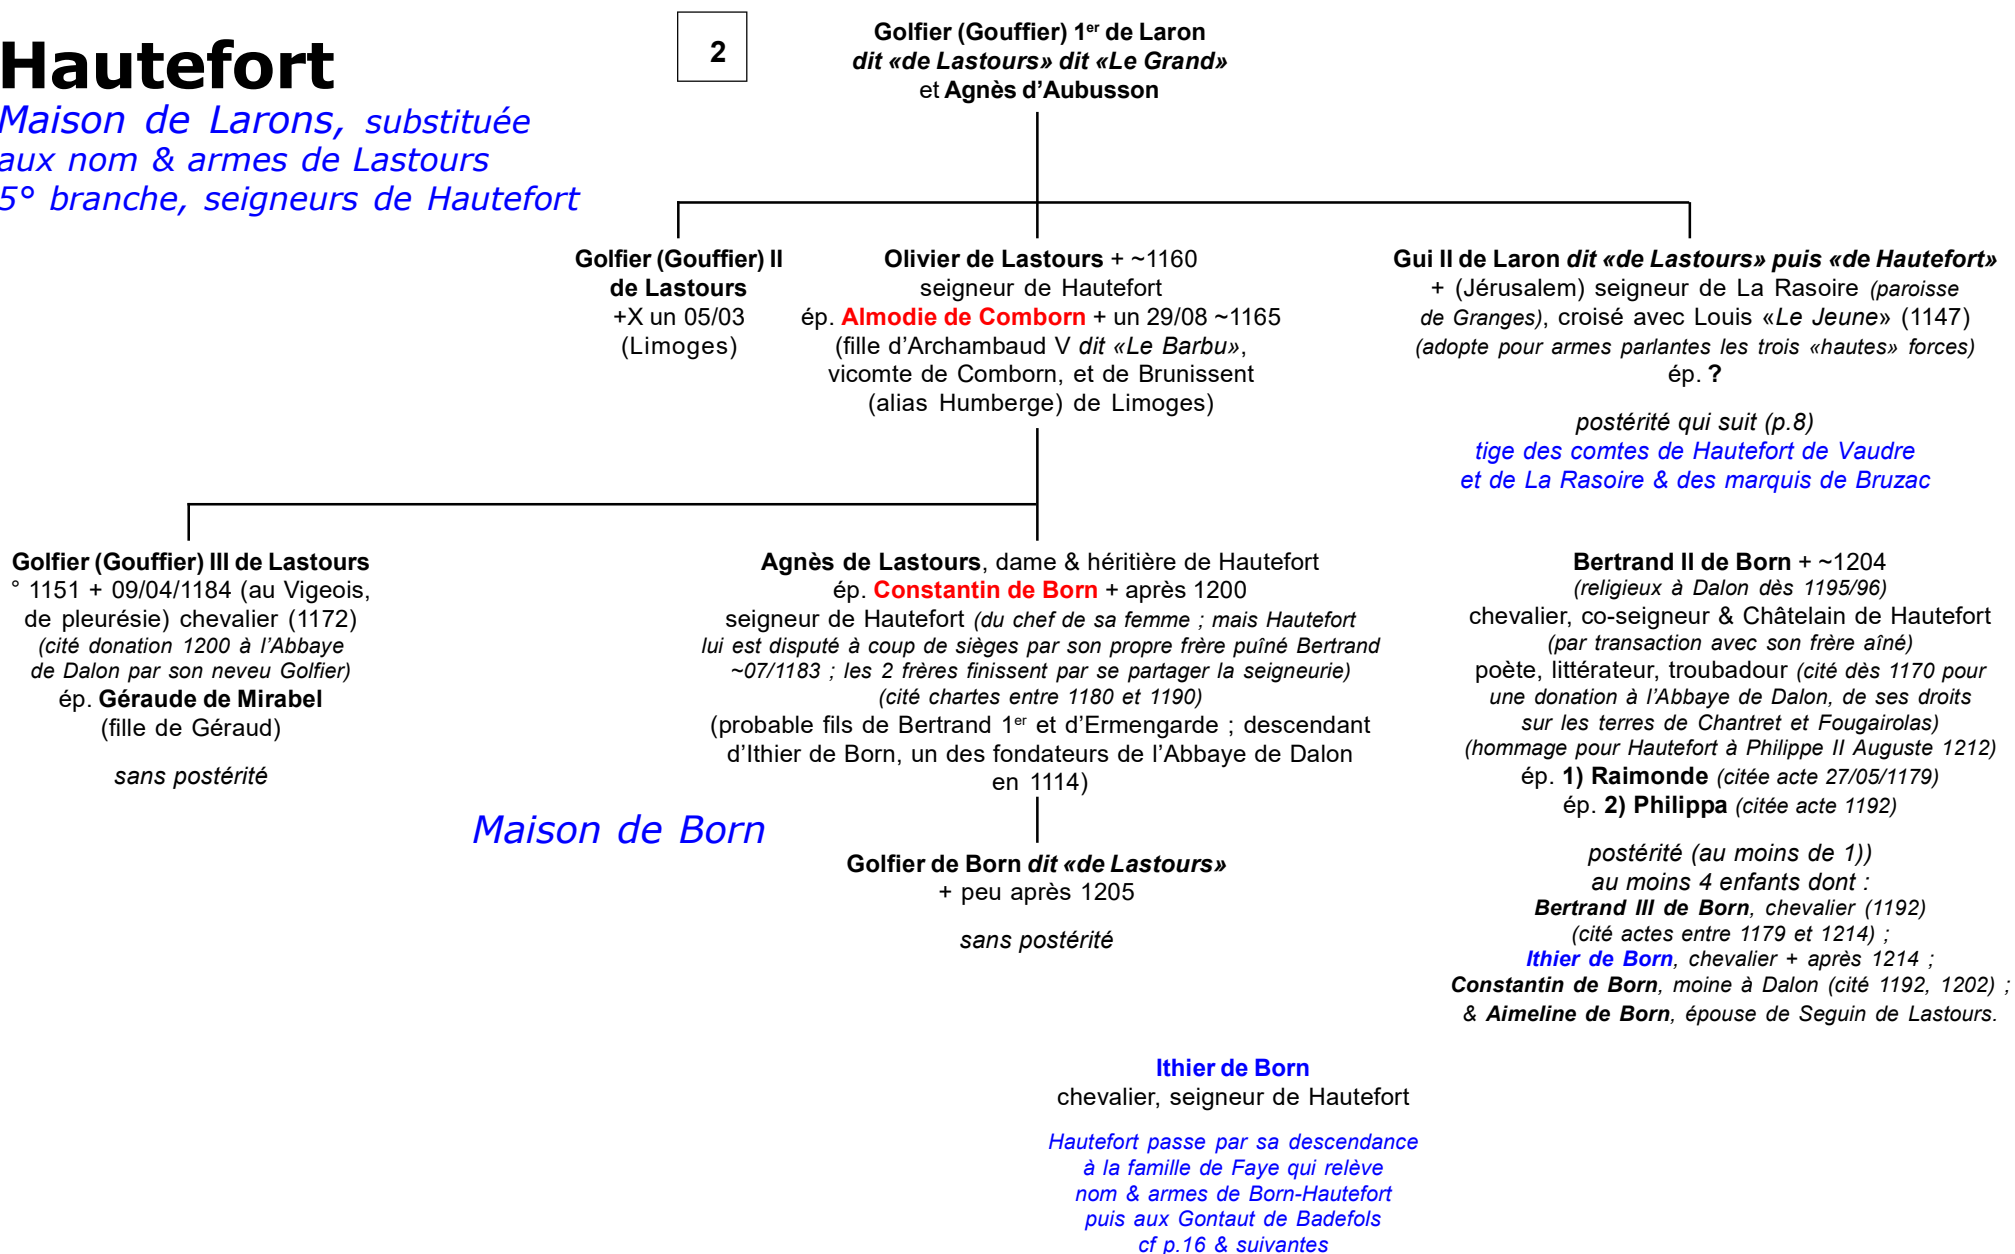 Hautefort
Maison de Larons, substituée
aux nom & armes de Lastours
5° branche, seigneurs de Hautefort
2
Golfier (Gouffier) 1er de Laron
dit «de Lastours» dit «Le Grand»
et Agnès d'Aubusson
Golfier (Gouffier) II
de Lastours
+X un 05/03
(Limoges)
Olivier de Lastours + ~1160
seigneur de Hautefort
ép. Almodie de Comborn + un 29/08 ~1165
(fille d'Archambaud V dit «Le Barbu»,
vicomte de Comborn, et de Brunissent
(alias Humberge) de Limoges)
Gui II de Laron dit «de Lastours» puis «de Hautefort»
+ (Jérusalem) seigneur de La Rasoire (paroisse
de Granges), croisé avec Louis «Le Jeune» (1147)
(adopte pour armes parlantes les trois «hautes» forces)
ép. ?
postérité qui suit (p.8)
tige des comtes de Hautefort de Vaudre
et de La Rasoire & des marquis de Bruzac
Golfier (Gouffier) III de Lastours
° 1151 + 09/04/1184 (au Vigeois,
de pleurésie) chevalier (1172)
(cité donation 1200 à l'Abbaye
de Dalon par son neveu Golfier)
ép. Géraude de Mirabel
(fille de Géraud)
sans postérité
Agnès de Lastours, dame & héritière de Hautefort
ép. Constantin de Born + après 1200
seigneur de Hautefort (du chef de sa femme ; mais Hautefort
lui est disputé à coup de sièges par son propre frère puîné Bertrand
~07/1183 ; les 2 frères finissent par se partager la seigneurie)
(cité chartes entre 1180 et 1190)
(probable fils de Bertrand 1er et d'Ermengarde ; descendant
d'Ithier de Born, un des fondateurs de l'Abbaye de Dalon
en 1114)
Bertrand II de Born + ~1204
(religieux à Dalon dès 1195/96)
chevalier, co-seigneur & Châtelain de Hautefort
(par transaction avec son frère aîné)
poète, littérateur, troubadour (cité dès 1170 pour
une donation à l'Abbaye de Dalon, de ses droits
sur les terres de Chantret et Fougairolas)
(hommage pour Hautefort à Philippe II Auguste 1212)
ép. 1) Raimonde (citée acte 27/05/1179)
ép. 2) Philippa (citée acte 1192)
postérité (au moins de 1))
au moins 4 enfants dont :
Bertrand III de Born, chevalier (1192)
(cité actes entre 1179 et 1214) ;
Ithier de Born, chevalier + après 1214 ;
Constantin de Born, moine à Dalon (cité 1192, 1202) ;
& Aimeline de Born, épouse de Seguin de Lastours.
Maison de Born
Golfier de Born dit «de Lastours»
+ peu après 1205
sans postérité
Ithier de Born
chevalier, seigneur de Hautefort
Hautefort passe par sa descendance
à la famille de Faye qui relève
nom & armes de Born-Hautefort
puis aux Gontaut de Badefols
cf p.16 & suivantes